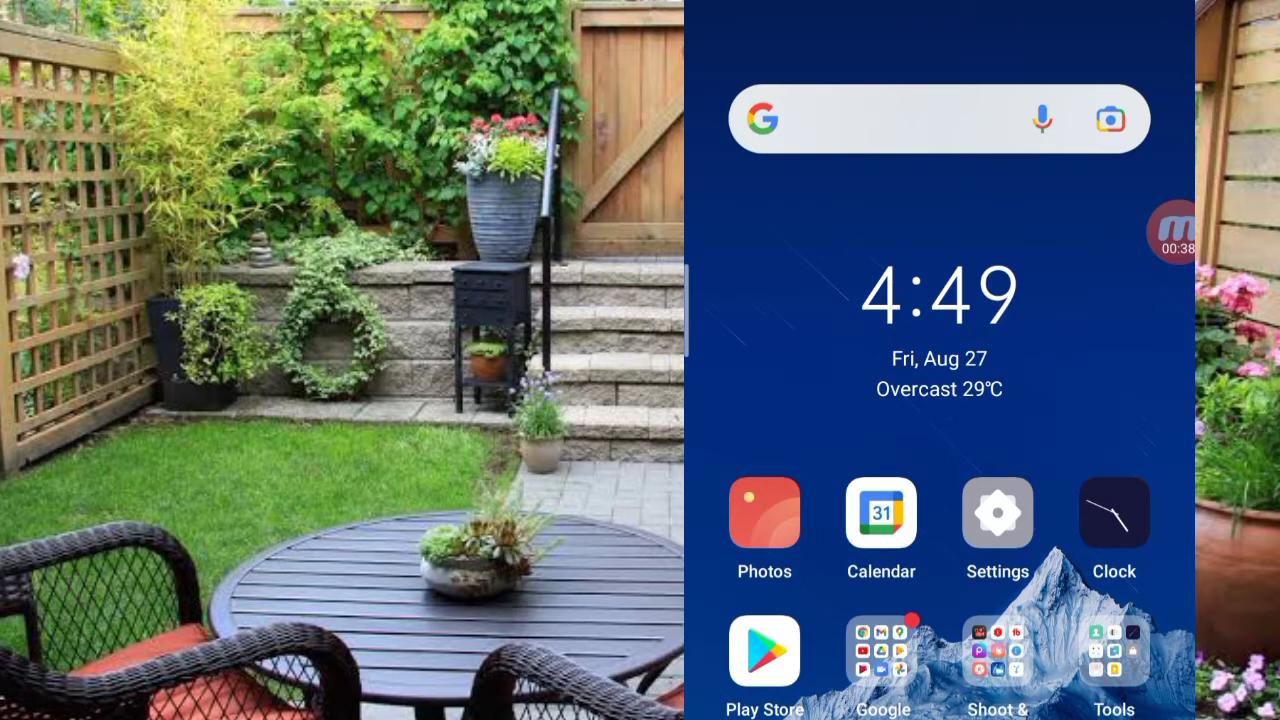 00:38
4:49
Fri, Aug 27
Overcast 29℃
31
Photos
Calendar
Settings
Clock
Play Store
Google
Shoot &
Tools